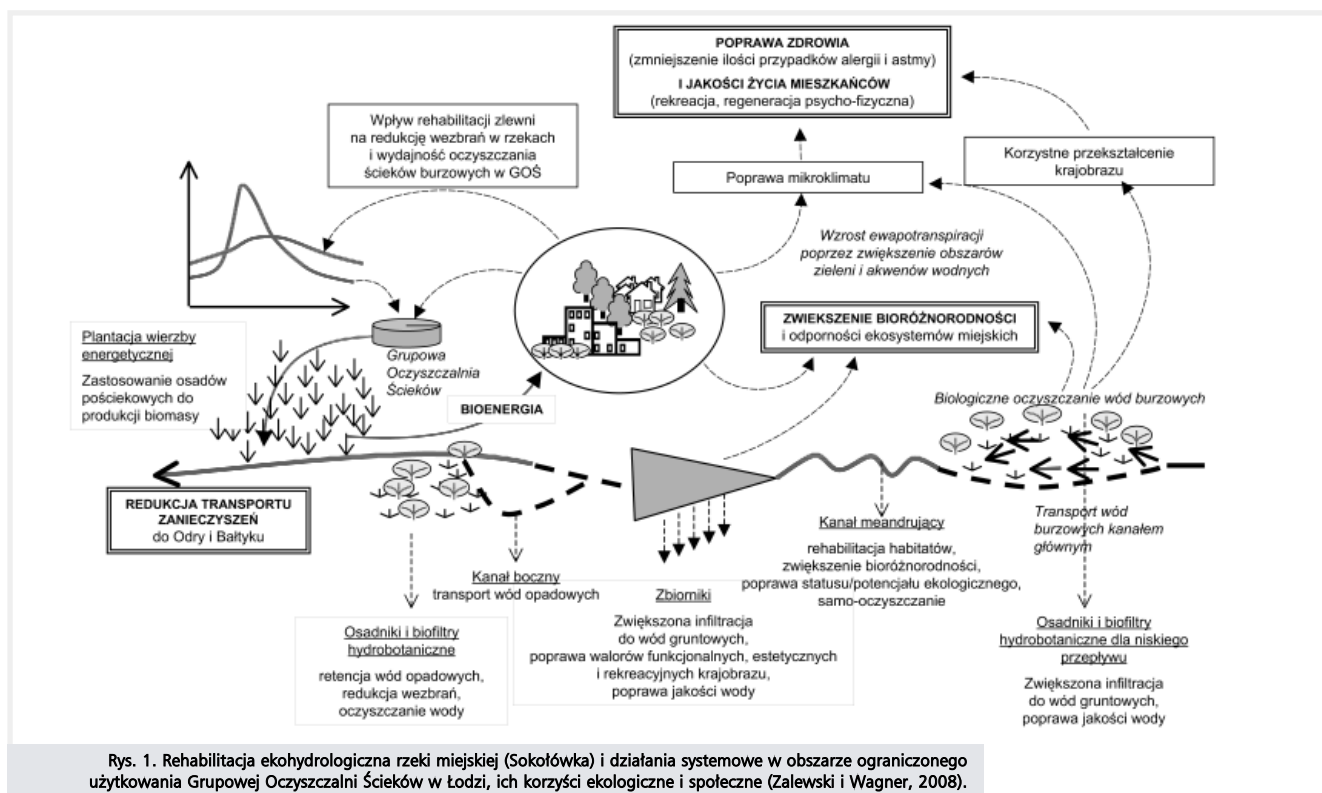 POPRAWA ZDROWIA
(zmniejszenie ilości przypadków alergii i astmy)
I JAKOŚCI ŻYCIA MIESZKAŃCÓW
(rekreacja, regeneracja psycho-fizyczna)
Wpływ rehabilitacji zlewni
na redukcję wezbrań w rzekach
i wydajność oczyszczania
ścieków burzowych w GOŚ
Korzystne przekształcenie
krajobrazu
Poprawa mikroklimatu
Wzrost ewapotranspiracji
poprzez zwiększenie obszarów
zieleni i akwenów wodnych
ZWIEKSZENIE BIORÓŻNORODNOŚCI
i odporności ekosystemów miejskich
Plantacja wierzby
energetycznej
Zastosowanie osadów
pościekowych do
produkcji biomasy
Grupowa
Oczyszczalnia
Ścieków
BIOENERGIA
Biologiczne oczyszczanie wód burzowych
REDUKCJA TRANSPORTU
ZANIECZYSZEŃ
do Odry i Bałtyku
Transport wód
burzowych kanałem
głównym
Kanał meandrujący
rehabilitacja habitatów,
zwiększenie bioróżnorodności,
poprawa statusu/potencjału ekologicznego,
samo-oczyszczanie
Kanał boczny
transport wód opadowych
Zbiorniki
Zwiększona infiltracja
do wód gruntowych,
poprawa walorów funkcjonalnych, estetycznych
i rekreacyjnych krajobrazu,
poprawa jakości wody
Osadniki i biofiltry
hydrobotaniczne
retencja wód opadowych,
redukcja wezbrań,
oczyszczanie wody
Osadniki i biofiltry
hydrobotaniczne dla niskiego
przepływu
Zwiększona infiltracja
do wód gruntowych,
poprawa jakości wody
Rys. 1. Rehabilitacja ekohydrologiczna rzeki miejskiej (Sokołówka) i działania systemowe w obszarze ograniczonego
użytkowania Grupowej Oczyszczalni Ścieków w Łodzi, ich korzyści ekologiczne i społeczne (Zalewski i Wagner, 2008).